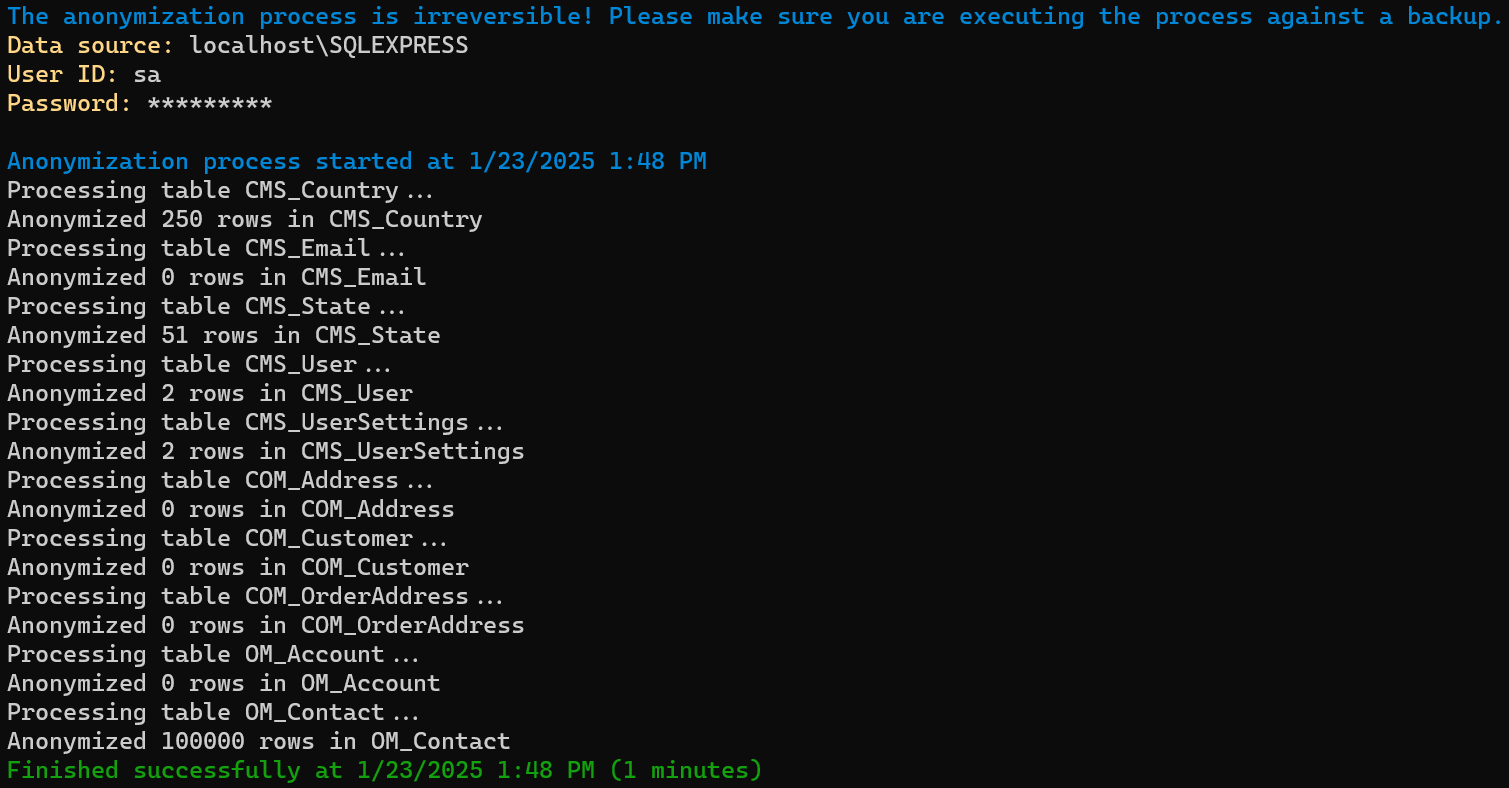 The anonymization process is irreversible! Please make sure you are executing the process against a backup.
Data source: localhost\SQLEXPRESS
User ID: sa
Password: *********
Anonymization process started at 1/23/2025 1:48 PM
Processing table CMS_Country...
Anonymized 250 rows in CMS_Country
Processing table CMS_Email...
Anonymized 0 rows in CMS_Email
Processing table CMS_State...
Anonymized 51 rows in CMS_State
Processing table CMS_User...
Anonymized 2 rows in CMS_User
Processing table CMS_UserSettings...
Anonymized 2 rows in CMS_UserSettings
Processing table COM_Address...
Anonymized 0 rows in COM_Address
Processing table COM_Customer...
Anonymized 0 rows in COM_Customer
Processing table COM_OrderAddress...
Anonymized 0 rows in COM_OrderAddress
Processing table OM_Account...
Anonymized 0 rows in OM_Account
Processing table OM_Contact...
Anonymized 100000 rows in OM_Contact
Finished successfully at 1/23/2025 1:48 PM (1 minutes)